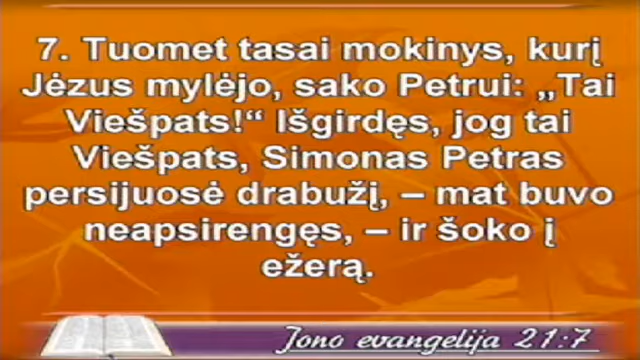 7. Tuomet tasai mokinys, kurį
Jėzus mylėjo, sako Petrui: „Tai
Viešpats!“ Išgirdęs, jog tai
Viešpats, Simonas Petras
persijuosė drabužį, – mat buvo
neapsirengęs, – ir šoko į
ežerą.
Jono evangelija 21:7